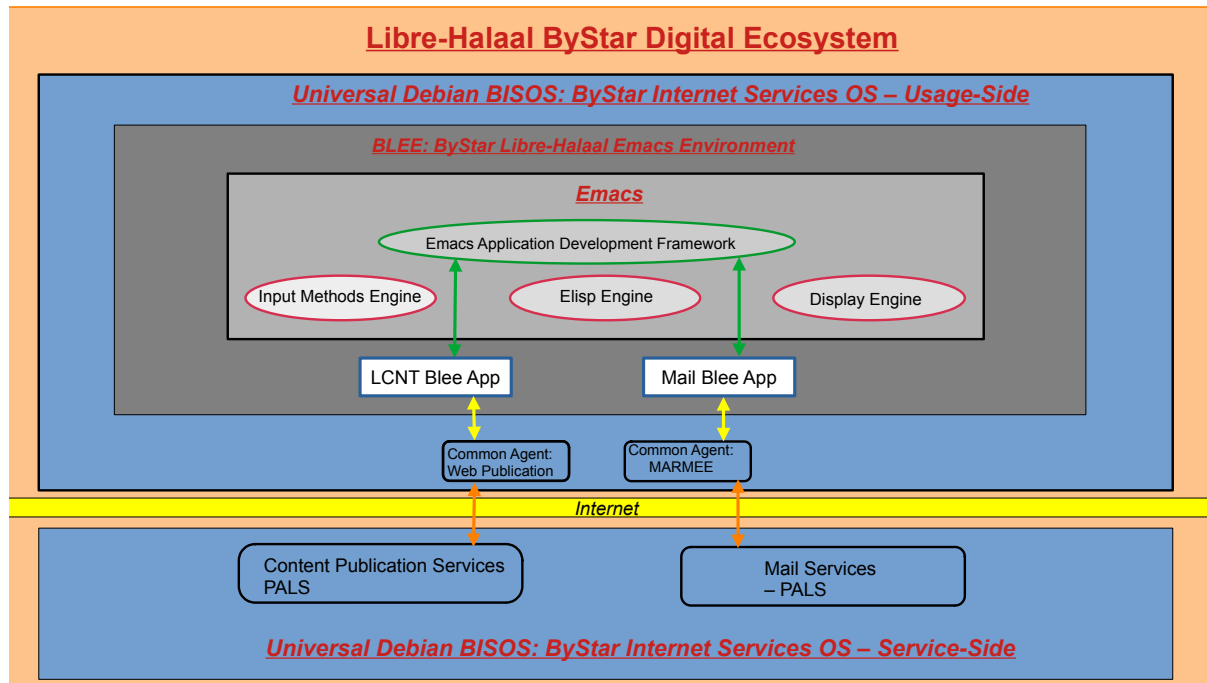 Libre-Halaal ByStar Digital Ecosystem
Universal Debian BISOS: ByStar Internet Services OS – Usage-Side
BLEE: ByStar Libre-Halaal Emacs Environment
Emacs
Emacs Application Development Framework
Input Methods Engine
Elisp Engine
Display Engine
LCNT Blee App
Mail Blee App
Common Agent:
Web Publication
Common Agent:
MARMEE
Internet
Content Publication Services
PALS
Mail Services
– PALS
Universal Debian BISOS: ByStar Internet Services OS – Service-Side